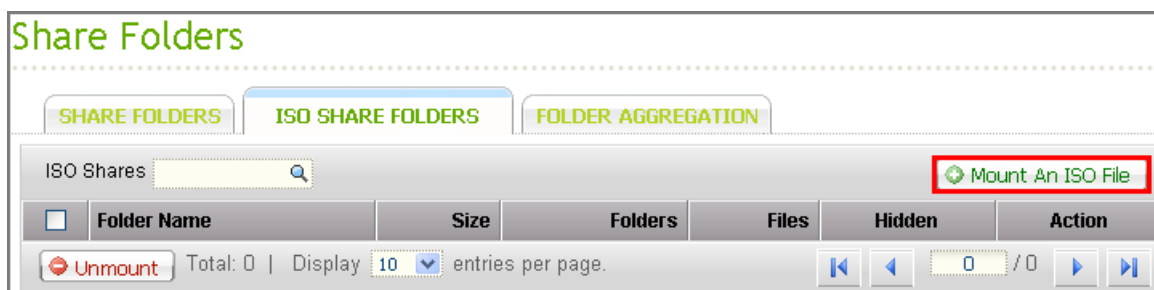 Share Folders
SHARE FOLDERS ISO SHARE FOLDERS FOLDER AGGREGATION
ISO Shares Mount An ISO File
Folder Name Size Folders Files Hidden Action
Unmount Total: 0 | Display 10 entries per page. 0 / 0